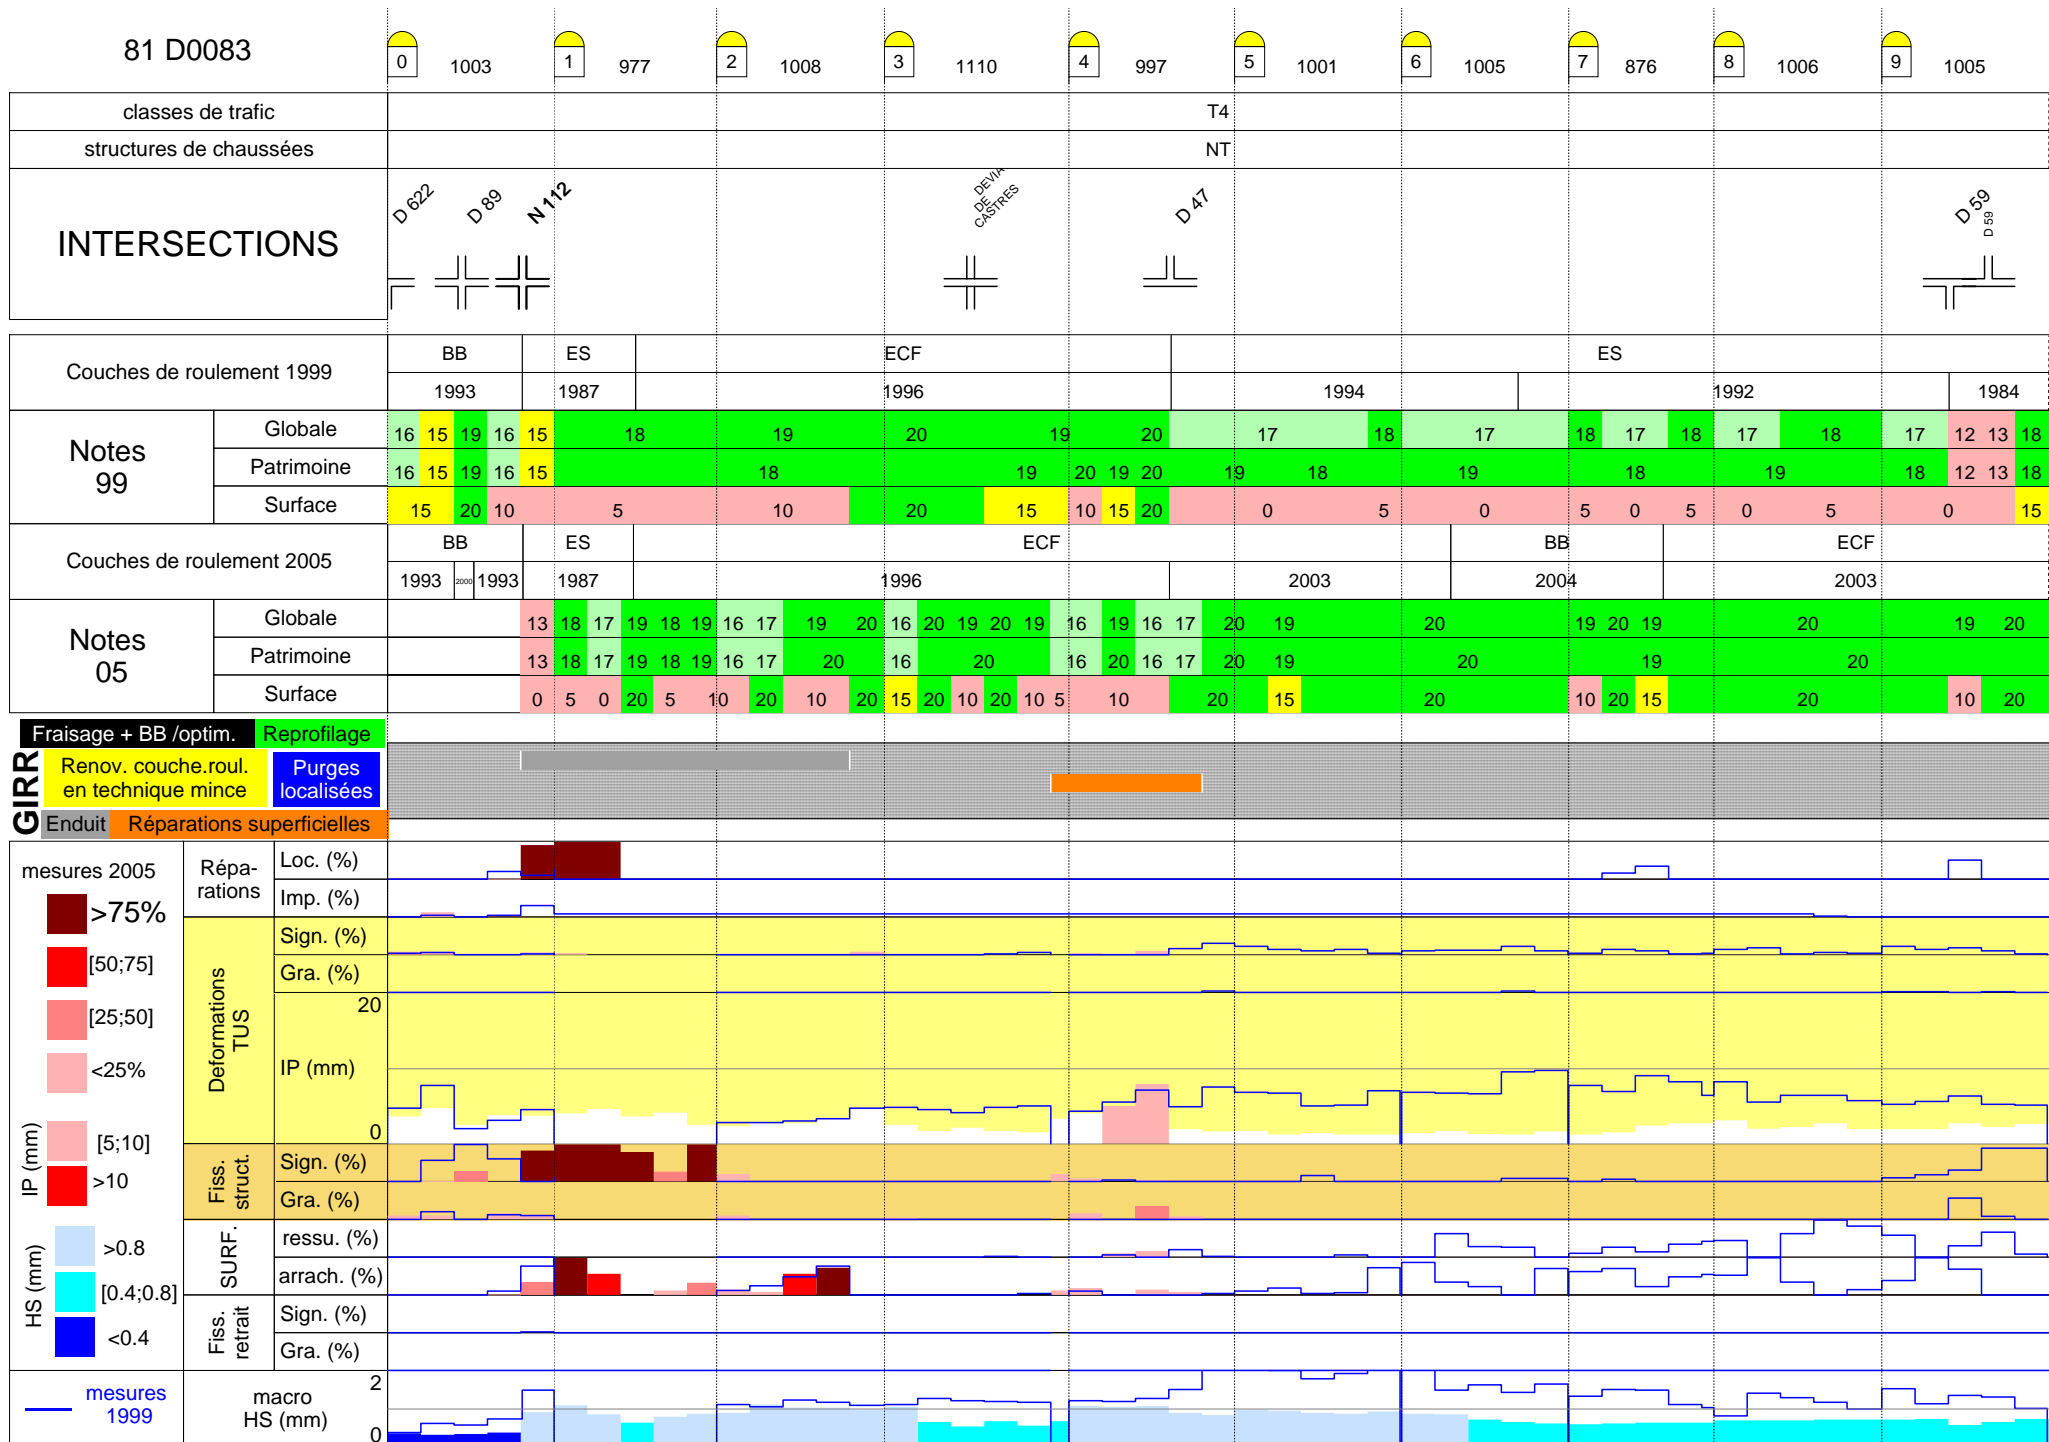 81 D0083
0 1003 1 977 2 1008 3 1110 4 997 5 1001 6 1005 7 876 8 1006 9 1005
classes de trafic T4
structures de chaussées NT
INTERSECTIONS
D 622 D 89 N 112 DEVIA DE CASTRES D 47 D 59 D 59
Couches de roulement 1999
BB ES ECF ES
1993 1987 1996 1994 1992 1984
Notes 99
Globale 16 15 19 16 15 18 19 20 19 20 17 18 17 18 17 18 17 18 17 12 13 18
Patrimoine 16 15 19 16 15 18 19 20 19 20 19 18 19 18 19 18 12 13 18
Surface 15 20 10 5 10 20 15 10 15 20 0 5 0 5 0 5 0 5 0 15
Couches de roulement 2005
BB ES ECF BB ECF
1993 2000 1993 1987 1996 2003 2004 2003
Notes 05
Globale 13 18 17 19 18 19 16 17 19 20 16 20 19 20 19 16 19 16 17 20 19 20 19 20 19 20 19 20
Patrimoine 13 18 17 19 18 19 16 17 20 16 20 16 20 16 17 20 19 20 19 20
Surface 0 5 0 20 5 10 20 10 20 15 20 10 20 10 5 10 20 15 20 10 20 15 20 10 20
GIRR
Fraisage + BB /optim. Reprofilage
Renov. couche.roul. en technique mince
Purges localisées
Enduit Réparations superficielles
mesures 2005
>75%
[50;75]
[25;50]
<25%
IP (mm)
[5;10]
>10
HS (mm)
>0.8
[0.4;0.8]
<0.4
mesures 1999
Répa-
rations
Loc. (%)
Imp. (%)
Deformations TUS
Sign. (%)
Gra. (%)
20
IP (mm)
0
Fiss. struct.
Sign. (%)
Gra. (%)
SURF.
ressu. (%)
arrach. (%)
Fiss. retrait
Sign. (%)
Gra. (%)
2
macro
HS (mm)
0